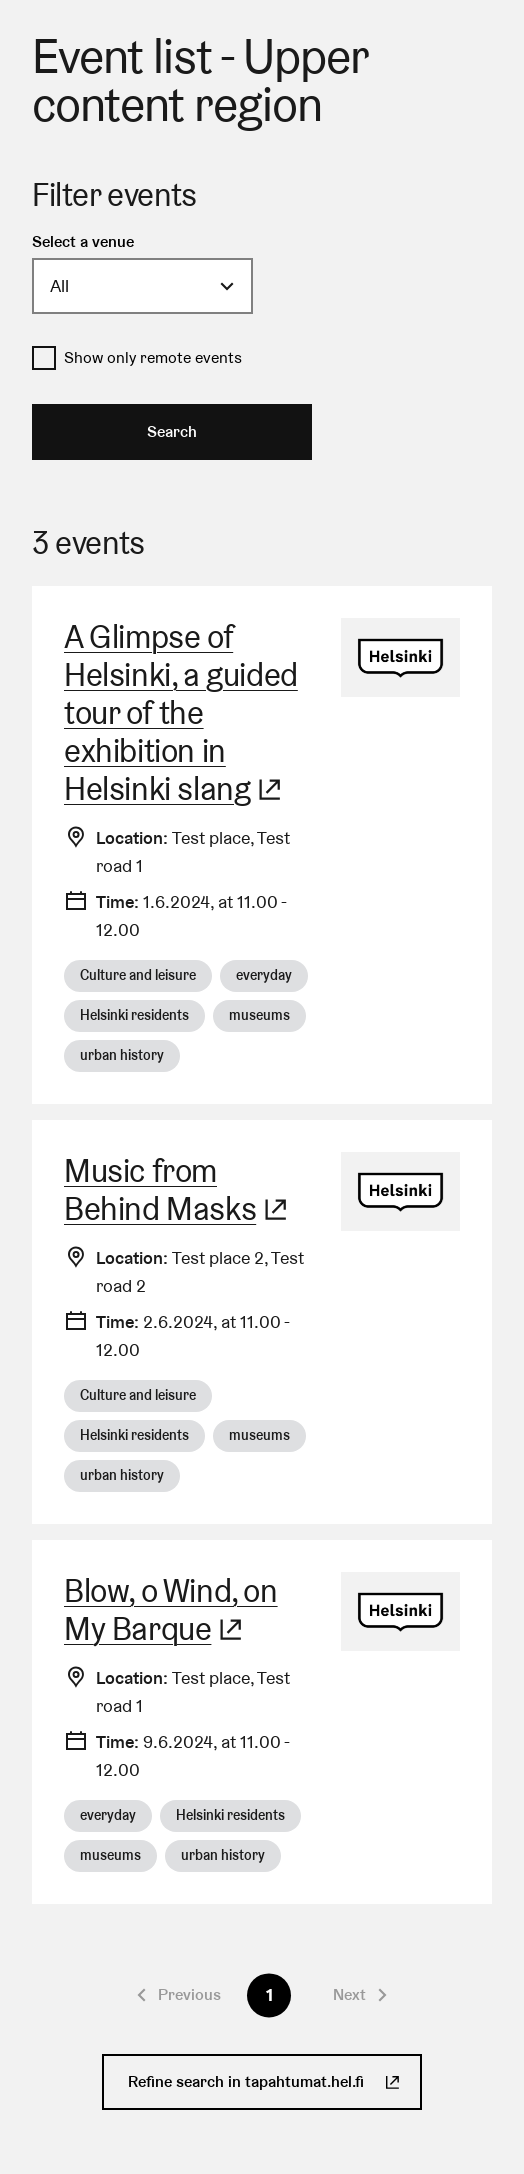 Event list - Upper
content region
Filter events
Select a venue
All
Show only remote events
Search
3 events
A Glimpse of
Helsinki, a guided
tour of the
exhibition in
Helsinki slang
Helsinki
Location: Test place, Test
road 1
Time: 1.6.2024, at 11.00 -
12.00
Culture and leisure everyday
Helsinki residents museums
urban history
Music from
Behind Masks
Helsinki
Location: Test place 2, Test
road 2
Time: 2.6.2024, at 11.00 -
12.00
Culture and leisure
Helsinki residents museums
urban history
Blow, o Wind, on
My Barque
Helsinki
Location: Test place, Test
road 1
Time: 9.6.2024, at 11.00 -
12.00
everyday Helsinki residents
museums urban history
Previous 1 Next
Refine search in tapahtumat.hel.fi